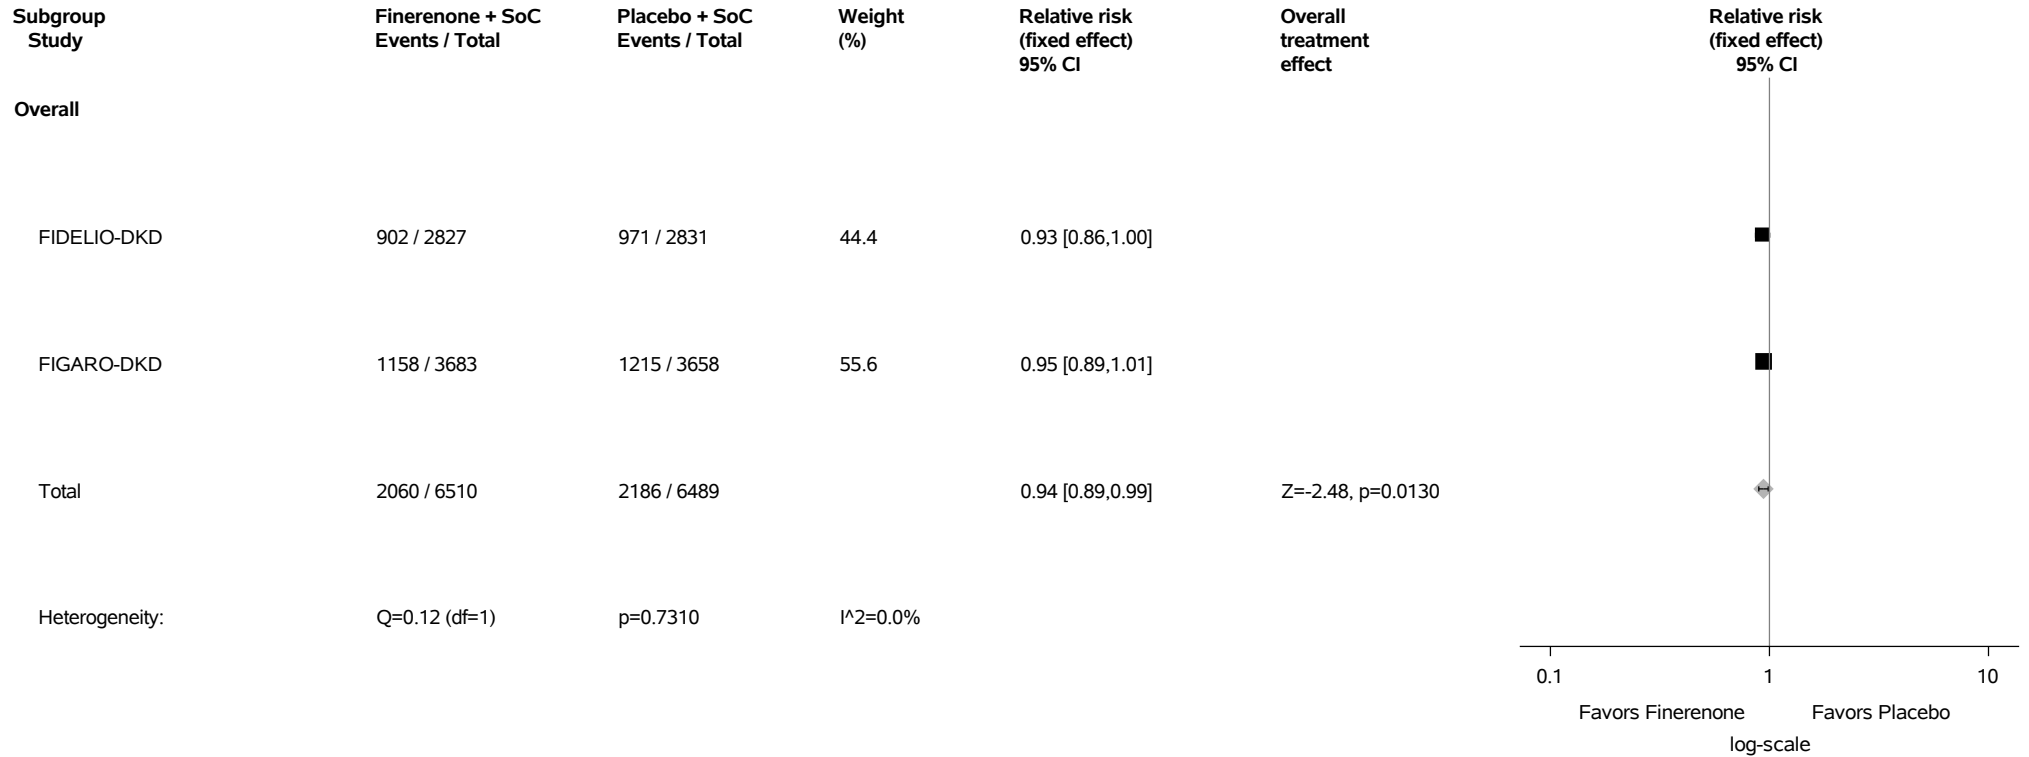 Subgroup Finerenone + SoC Placebo + SoC Weight Relative risk Overall Relative risk
Study Events / Total Events / Total (%) (fixed effect) treatment (fixed effect)
95% CI effect 95% CI
Overall
FIDELIO-DKD 902 / 2827 971 / 2831 44.4 0.93 [0.86,1.00]
FIGARO-DKD 1158 / 3683 1215 / 3658 55.6 0.95 [0.89,1.01]
Total 2060 / 6510 2186 / 6489 0.94 [0.89,0.99] Z=-2.48, p=0.0130
Heterogeneity: Q=0.12 (df=1) p=0.7310 I^2=0.0%
0.1 1 10
Favors Finerenone Favors Placebo
log-scale